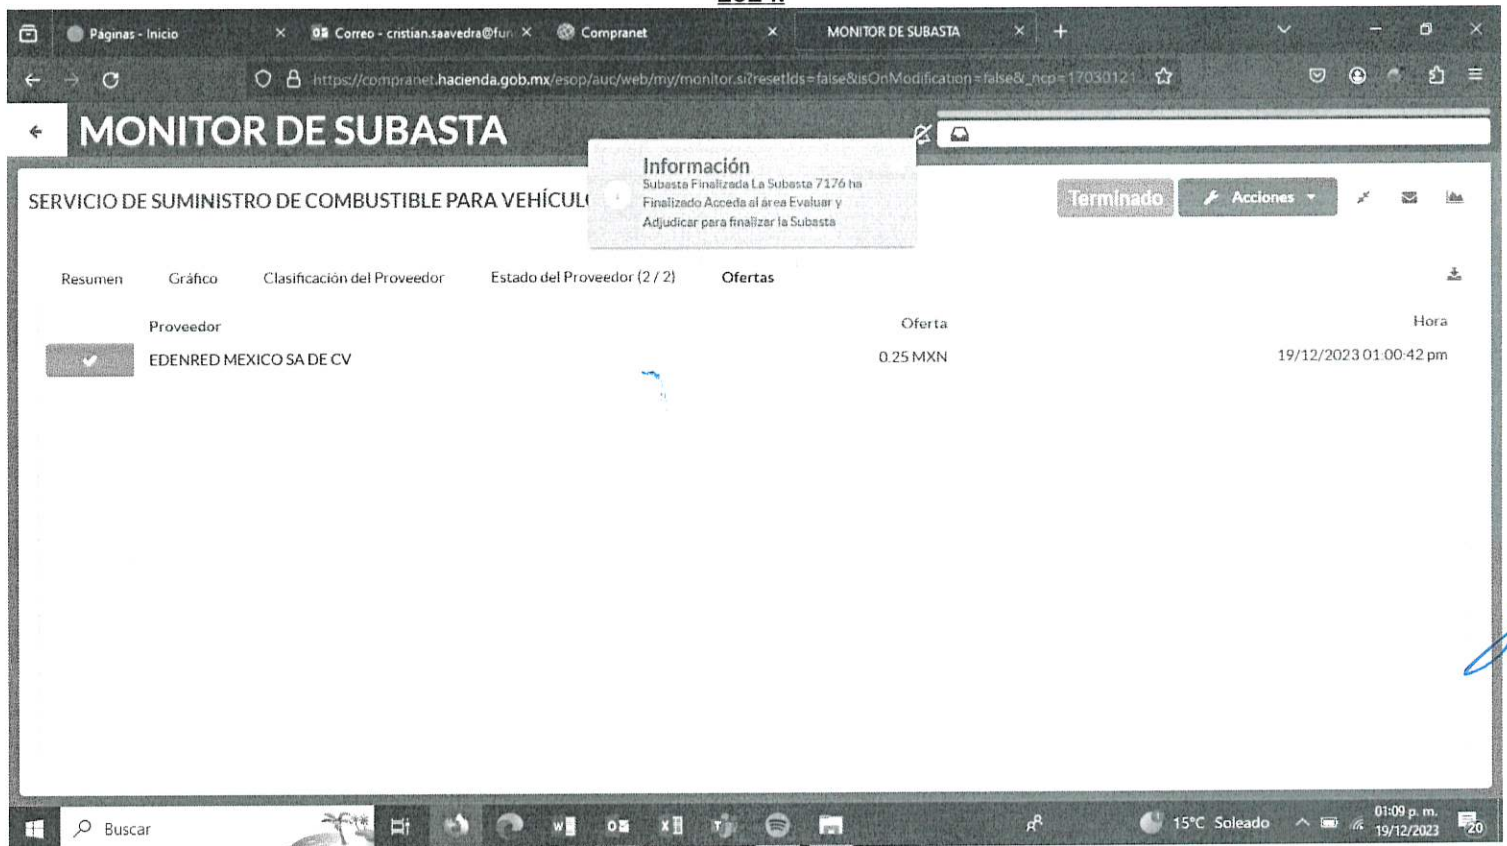 Páginas - Inicio
Correo - cristian.saavedra@fun
Compranet
MONITOR DE SUBASTA
https://compranet.hacienda.gob.mx/esop/auc/web/my/monitor.si?resetIds=false&isOnModification=false&_ncp=17030121
MONITOR DE SUBASTA
Información
Subasta Finalizada La Subasta 7176 ha
Finalizado Acceda al área Evaluar y
Adjudicar para finalizar la Subasta
SERVICIO DE SUMINISTRO DE COMBUSTIBLE PARA VEHÍCUL
Terminado
Acciones
Resumen
Gráfico
Clasificación del Proveedor
Estado del Proveedor (2 / 2)
Ofertas
Proveedor
Oferta
Hora
EDENRED MEXICO SA DE CV
0.25 MXN
19/12/2023 01:00:42 pm
Buscar
15°C Soleado
01:09 p. m.
19/12/2023
20